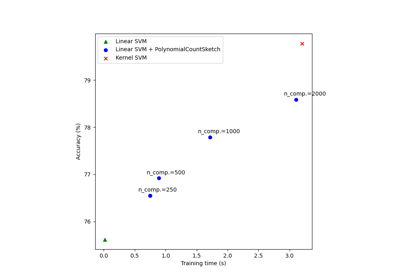 Linear SVM
Linear SVM + PolynomialCountSketch
Kernel SVM
n_comp.=2000
n_comp.=1000
n_comp.=500
n_comp.=250
79
78
77
76
Accuracy (%)
0.0 0.5 1.0 1.5 2.0 2.5 3.0
Training time (s)